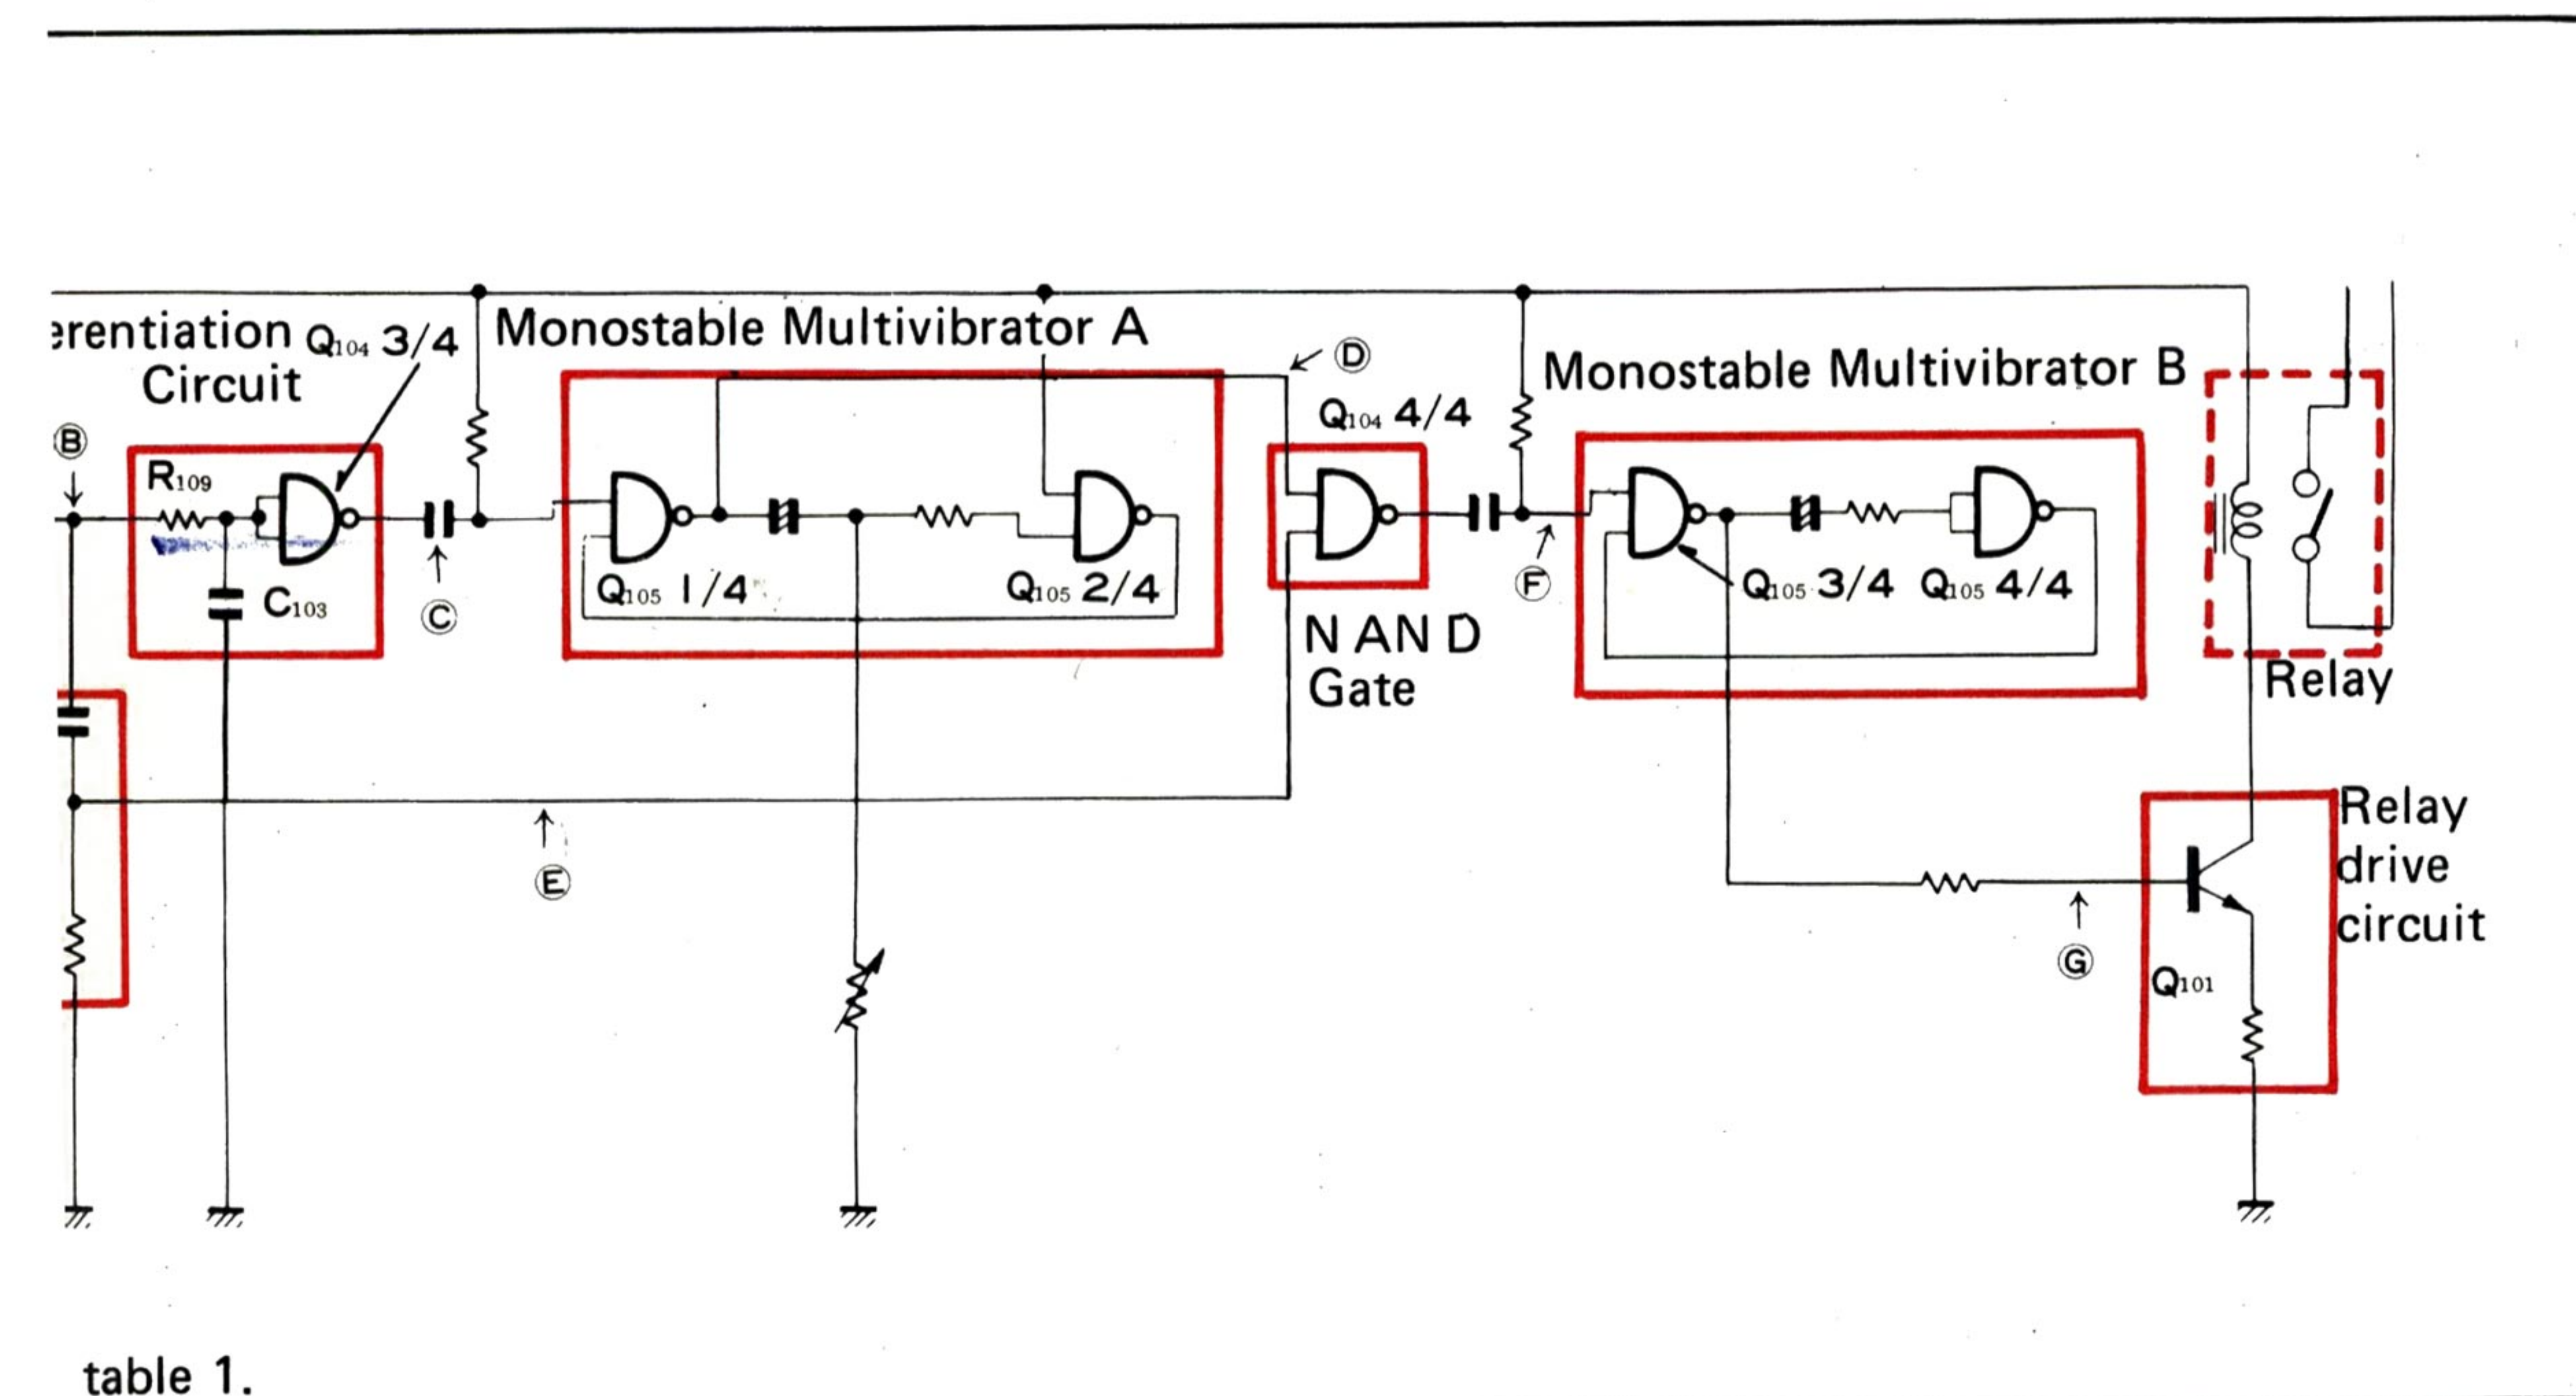 erentiation
Circuit
Q104 3/4
Monostable Multivibrator A
D
Monostable Multivibrator B
Q104 4/4
B
R109
C103
C
Q105 1/4
Q105 2/4
NAND
Gate
F
Q105 3/4
Q105 4/4
Relay
E
Relay
drive
circuit
G
Q101
table 1.